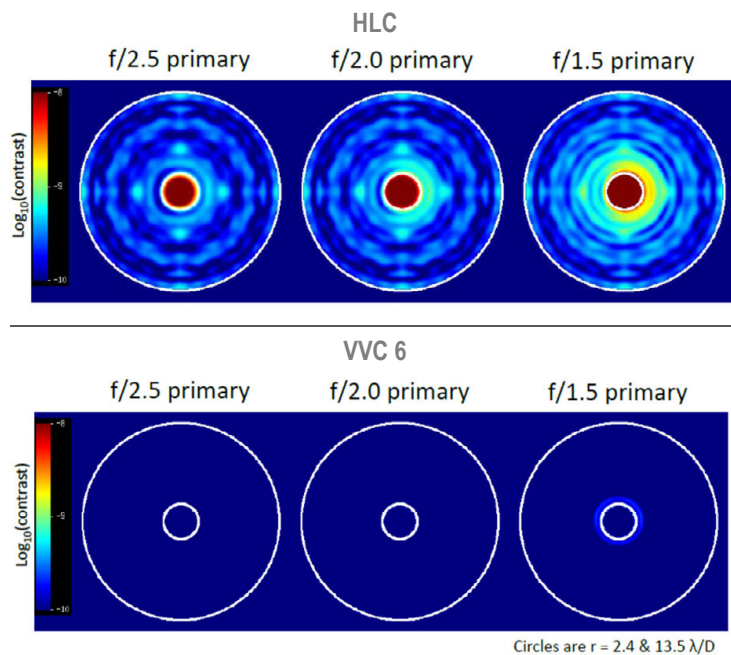 HLC
f/2.5 primary f/2.0 primary f/1.5 primary
Log₁₀(contrast)
-8
-9
-10
VVC 6
f/2.5 primary f/2.0 primary f/1.5 primary
Log₁₀(contrast)
-8
-9
-10
Circles are r = 2.4 & 13.5 λ/D